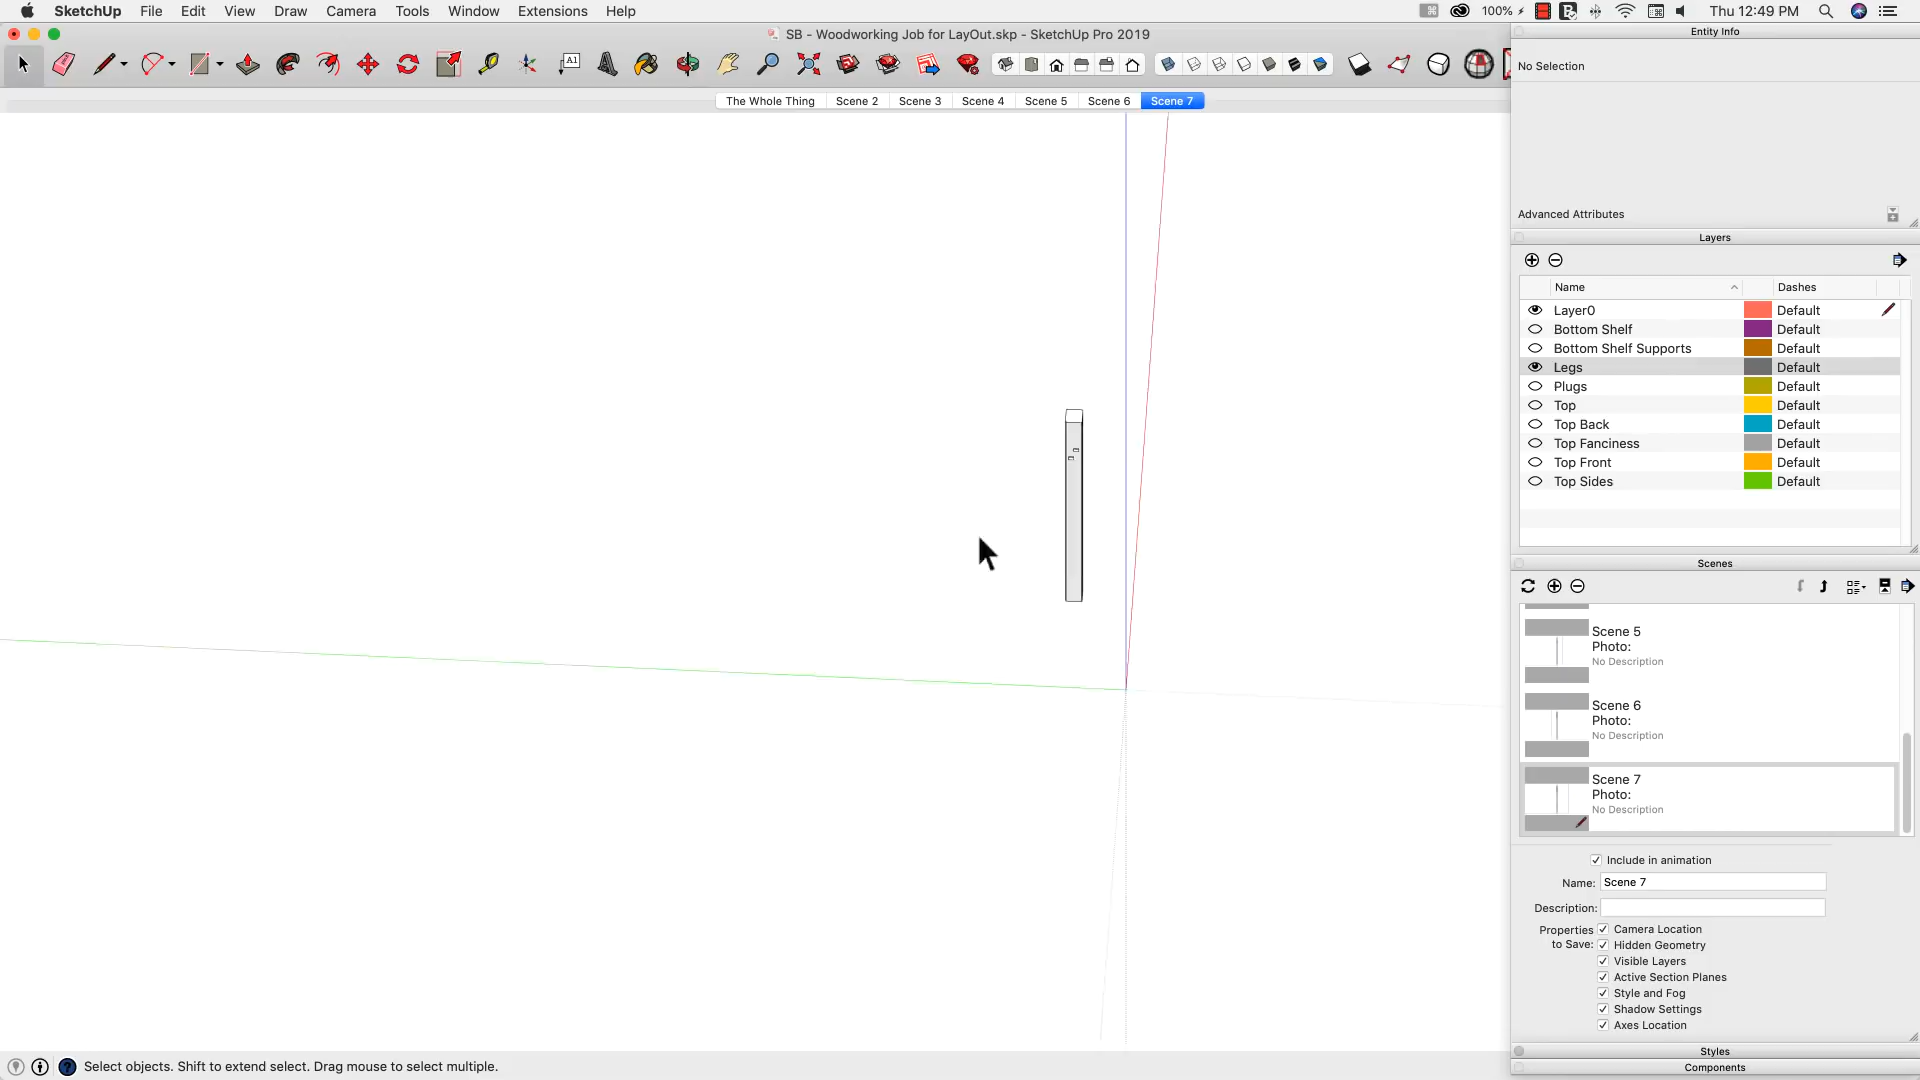 SketchUp File Edit View Draw Camera Tools Window Extensions Help 100% Thu 12:49 PM
SB - Woodworking Job for LayOut.skp - SketchUp Pro 2019
A1
The Whole Thing Scene 2 Scene 3 Scene 4 Scene 5 Scene 6 Scene 7
Entity Info
No Selection
Advanced Attributes
Layers
Name Dashes
Layer0 Default
Bottom Shelf Default
Bottom Shelf Supports Default
Legs Default
Plugs Default
Top Default
Top Back Default
Top Fanciness Default
Top Front Default
Top Sides Default
Scenes
Scene 5
Photo:
No Description
Scene 6
Photo:
No Description
Scene 7
Photo:
No Description
Include in animation
Name: Scene 7
Description:
Properties to Save:
Camera Location
Hidden Geometry
Visible Layers
Active Section Planes
Style and Fog
Shadow Settings
Axes Location
Styles
Components
Select objects. Shift to extend select. Drag mouse to select multiple.